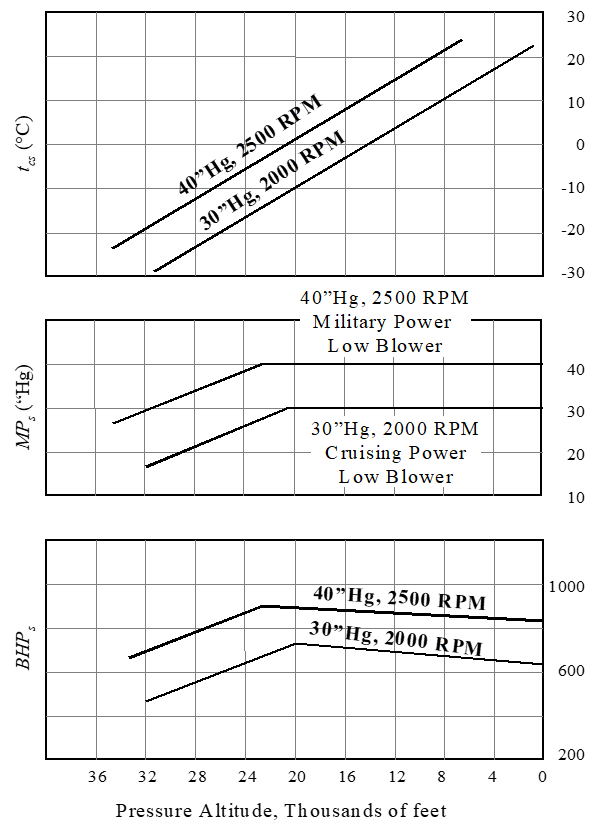 30
20
10
0
-10
-20
-30
t cs (°C)
40”Hg, 2500 RPM
30”Hg, 2000 RPM
40”Hg, 2500 RPM
Military Power
Low Blower
MP s (“Hg)
40
30
20
10
30”Hg, 2000 RPM
Cruising Power
Low Blower
BHP s
1000
600
200
40”Hg, 2500 RPM
30”Hg, 2000 RPM
36 32 28 24 20 16 12 8 4 0
Pressure Altitude, Thousands of feet